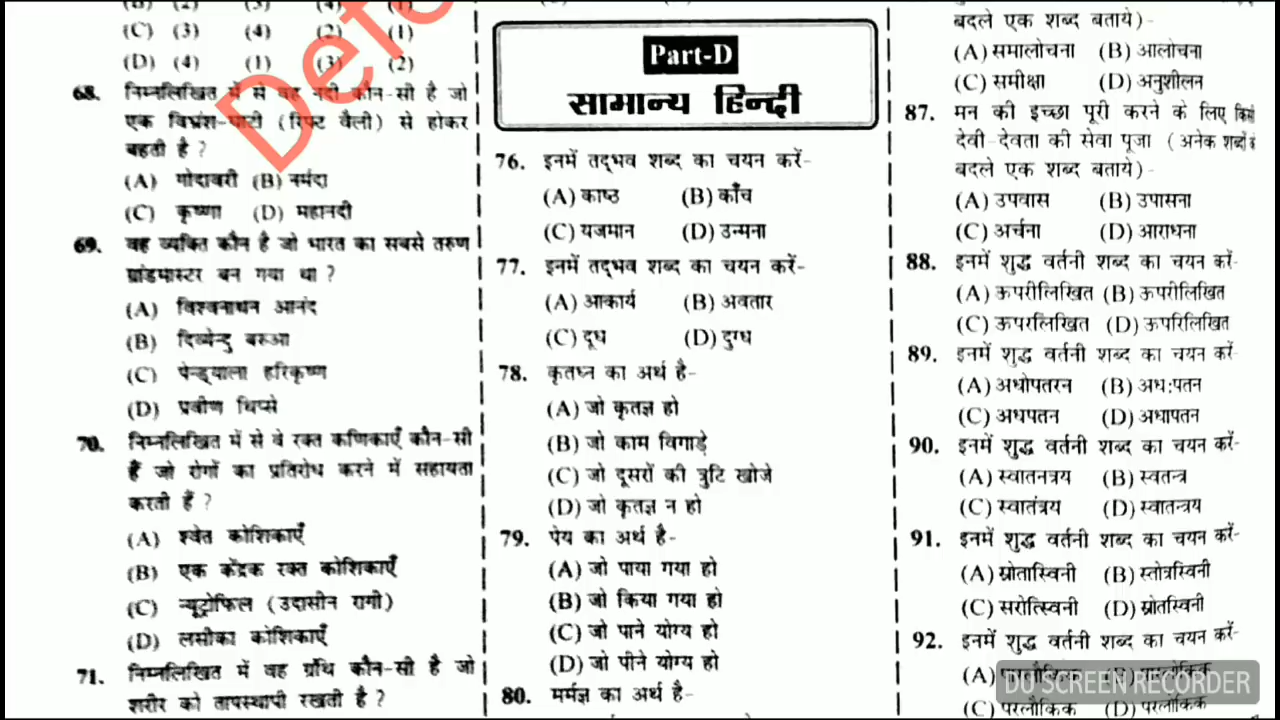 (B) (2) (3) (4) (1)
(C) (3) (4) (2) (1)
(D) (4) (1) (3) (2)
68. निम्नलिखित में से वह नदी कौन-सी है जो
एक विभ्रंश-घाटी (रिफ्ट वैली) से होकर
बहती है ?
(A) गोदावरी (B) नर्मदा
(C) कृष्णा (D) महानदी
69. वह व्यक्ति कौन है जो भारत का सबसे तरुण
ग्रांडमास्टर बन गया था ?
(A) विश्वनाथन आनंद
(B) दिव्येन्दु बरुआ
(C) पेन्ड्याला हरिकृष्ण
(D) प्रवीण थिप्से
70. निम्नलिखित में से वे रक्त कणिकाएँ कौन-सी
हैं जो रोगों का प्रतिरोध करने में सहायता
करती हैं ?
(A) श्वेत कोशिकाएँ
(B) एक केंद्रक रक्त कोशिकाएँ
(C) न्यूट्रोफिल (उदासीन रागी)
(D) लसीका कोशिकाएँ
71. निम्नलिखित में वह ग्रंथि कौन-सी है जो
शरीर को तापस्थापी रखती है ?
Part-D
सामान्य हिन्दी
76. इनमें तद्भव शब्द का चयन करें-
(A) काष्ठ (B) काँच
(C) यजमान (D) उन्मना
77. इनमें तद्भव शब्द का चयन करें-
(A) आकार्य (B) अवतार
(C) दूध (D) दुग्ध
78. कृतघ्न का अर्थ है-
(A) जो कृतज्ञ हो
(B) जो काम बिगाड़े
(C) जो दूसरों की त्रुटि खोजे
(D) जो कृतज्ञ न हो
79. पेय का अर्थ है-
(A) जो पाया गया हो
(B) जो किया गया हो
(C) जो पाने योग्य हो
(D) जो पीने योग्य हो
80. मर्मज्ञ का अर्थ है-
बदले एक शब्द बताये)-
(A) समालोचना (B) आलोचना
(C) समीक्षा (D) अनुशीलन
87. मन की इच्छा पूरी करने के लिए किसी
देवी-देवता की सेवा पूजा (अनेक शब्दों के
बदले एक शब्द बताये)-
(A) उपवास (B) उपासना
(C) अर्चना (D) आराधना
88. इनमें शुद्ध वर्तनी शब्द का चयन करें-
(A) ऊपरीलिखित (B) ऊपरीलिखित
(C) ऊपरलिखित (D) ऊपरिलिखित
89. इनमें शुद्ध वर्तनी शब्द का चयन करें-
(A) अधोपतरन (B) अधःपतन
(C) अधपतन (D) अधापतन
90. इनमें शुद्ध वर्तनी शब्द का चयन करें-
(A) स्वातनत्रय (B) स्वतन्त्र
(C) स्वातंत्रय (D) स्वातन्त्रय
91. इनमें शुद्ध वर्तनी शब्द का चयन करें-
(A) स्रोतास्विनी (B) स्तोत्रस्विनी
(C) सरोत्स्विनी (D) स्रोतस्विनी
92. इनमें शुद्ध वर्तनी शब्द का चयन करें-
(A) (B)
(C) परलौकिक (D) परलोकिक
DU SCREEN RECORDER